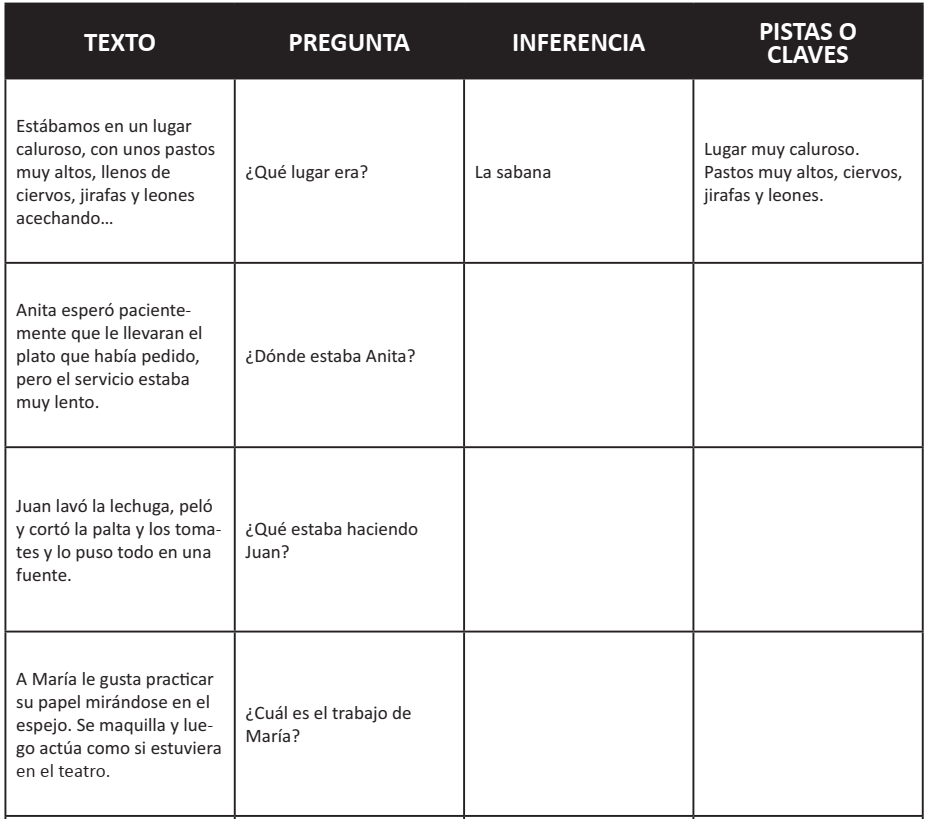 TEXTO
PREGUNTA
INFERENCIA
PISTAS O
CLAVES
Estábamos en un lugar
caluroso, con unos pastos
muy altos, llenos de
ciervos, jirafas y leones
acechando...
¿Qué lugar era?
La sabana
Lugar muy caluroso.
Pastos muy altos, ciervos,
jirafas y leones.
Anita esperó paciente-
mente que le llevaran el
plato que había pedido,
pero el servicio estaba
muy lento.
¿Dónde estaba Anita?
Juan lavó la lechuga, peló
y cortó la palta y los toma-
tes y lo puso todo en una
fuente.
¿Qué estaba haciendo
Juan?
A María le gusta practicar
su papel mirándose en el
espejo. Se maquilla y lue-
go actúa como si estuviera
en el teatro.
¿Cuál es el trabajo de
María?